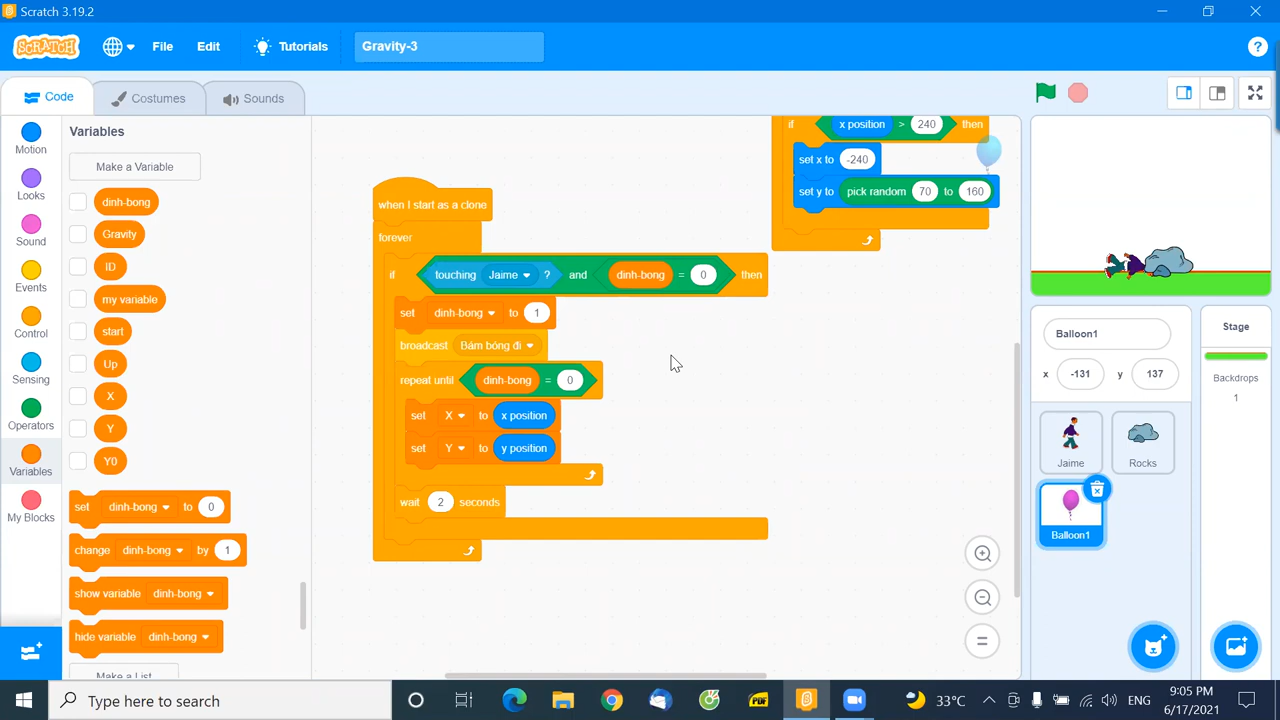 Scratch 3.19.2
SCRATCH
File
Edit
Tutorials
Gravity-3
?
Code
Costumes
Sounds
Motion
Looks
Sound
Events
Control
Sensing
Operators
Variables
My Blocks
Variables
Make a Variable
dinh-bong
Gravity
ID
my variable
start
Up
X
Y
Y0
set dinh-bong to 0
change dinh-bong by 1
show variable dinh-bong
hide variable dinh-bong
Make a List
when I start as a clone
forever
if touching Jaime ? and dinh-bong = 0 then
set dinh-bong to 1
broadcast Bám bóng đi
repeat until dinh-bong = 0
set X to x position
set Y to y position
wait 2 seconds
if x position > 240 then
set x to -240
set y to pick random 70 to 160
Balloon1
x -131 y 137
Jaime
Rocks
Balloon1
Stage
Backdrops
1
Type here to search
PDF
33°C
ENG
9:05 PM
6/17/2021